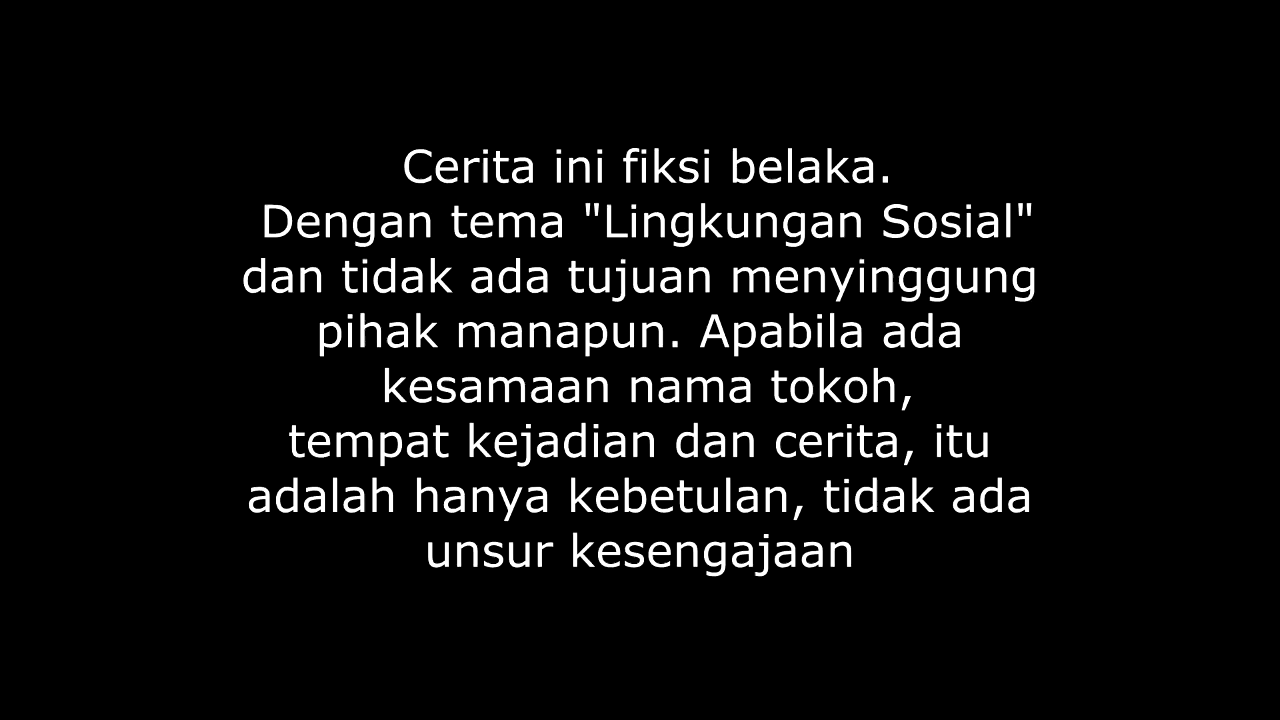 Cerita ini fiksi belaka.
Dengan tema "Lingkungan Sosial"
dan tidak ada tujuan menyinggung
pihak manapun. Apabila ada
kesamaan nama tokoh,
tempat kejadian dan cerita, itu
adalah hanya kebetulan, tidak ada
unsur kesengajaan